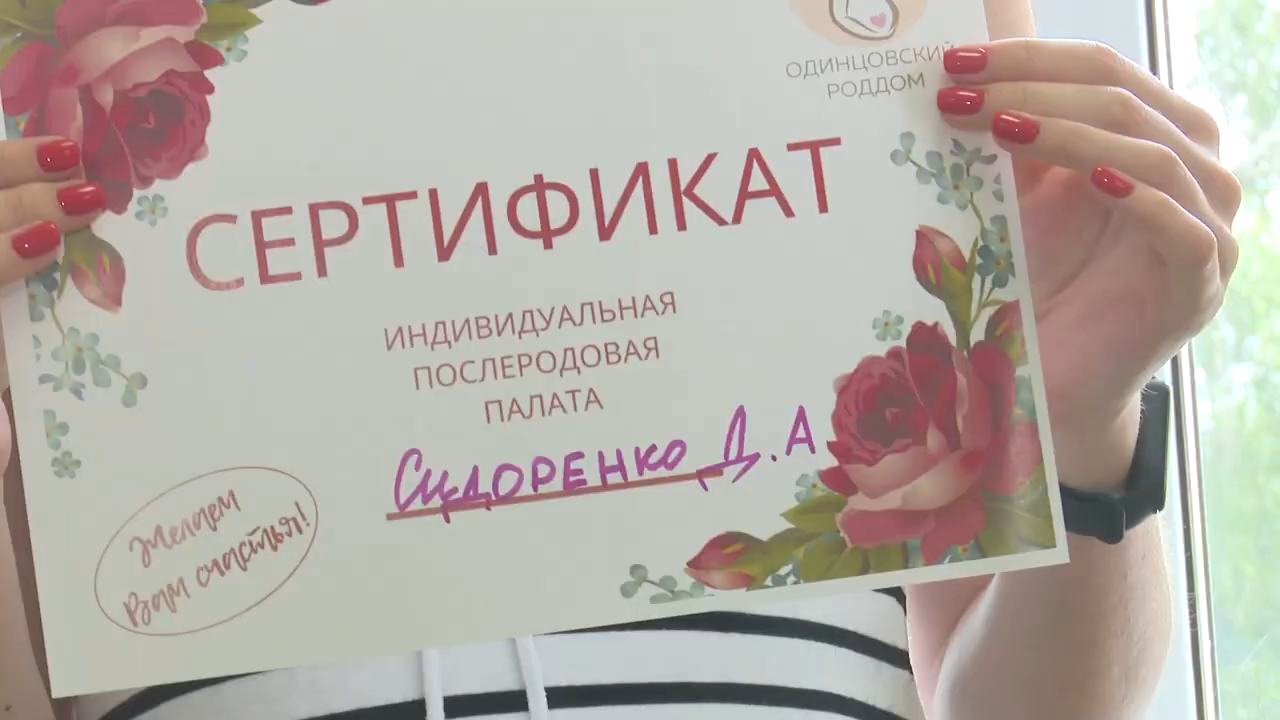 ОДИНЦОВСКИЙ
РОДДОМ
СЕРТИФИКАТ
ИНДИВИДУАЛЬНАЯ
ПОСЛЕРОДОВАЯ
ПАЛАТА
СИДОРЕНКО Д.А
Желаем
Вам счастья!